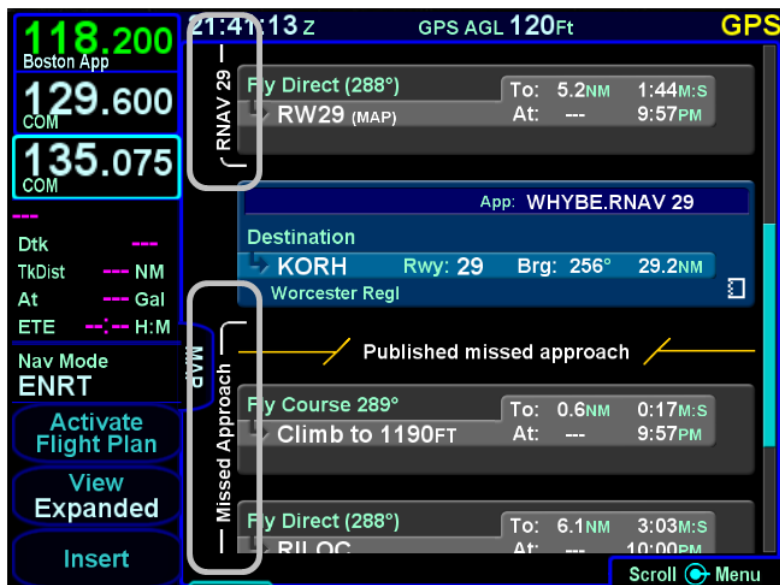 118.200
Boston App
129.600
COM
135.075
COM
---
Dtk ---
TkDist --- NM
At --- Gal
ETE --:-- H:M
Nav Mode
ENRT
Activate
Flight Plan
View
Expanded
Insert
21:41:13 Z GPS AGL 120Ft GPS
RNAV 29
Fly Direct (288°) To: 5.2NM 1:44M:S
RW29 (MAP) At: --- 9:57PM
App: WHYBE.RNAV 29
Destination
KORH Rwy: 29 Brg: 256° 29.2NM
Worcester Regl
MAP
Published missed approach
Missed Approach
Fly Course 289° To: 0.6NM 0:17M:S
Climb to 1190FT At: --- 9:57PM
Fly Direct (288°) To: 6.1NM 3:03M:S
RILOC At: --- 10:00PM
Scroll Menu